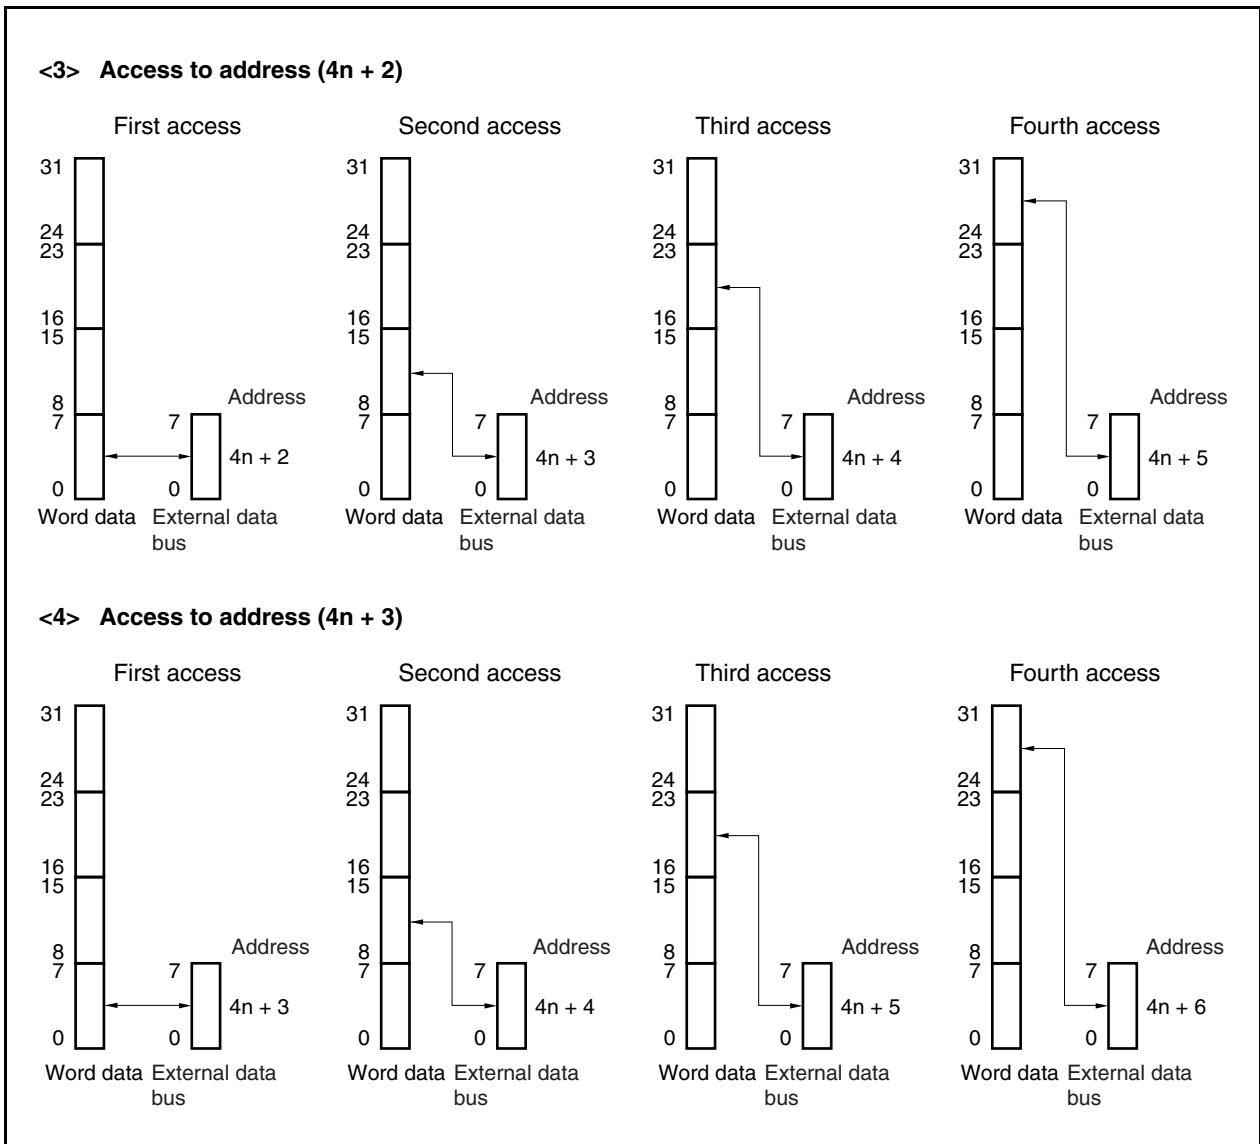 <3> Access to address (4n + 2)
First access
Second access
Third access
Fourth access
31
24
23
16
15
8
7
0
Address
7
4n + 2
0
Word data
External data
bus
31
24
23
16
15
8
7
0
Address
7
4n + 3
0
Word data
External data
bus
31
24
23
16
15
8
7
0
Address
7
4n + 4
0
Word data
External data
bus
31
24
23
16
15
8
7
0
Address
7
4n + 5
0
Word data
External data
bus
<4> Access to address (4n + 3)
First access
Second access
Third access
Fourth access
31
24
23
16
15
8
7
0
Address
7
4n + 3
0
Word data
External data
bus
31
24
23
16
15
8
7
0
Address
7
4n + 4
0
Word data
External data
bus
31
24
23
16
15
8
7
0
Address
7
4n + 5
0
Word data
External data
bus
31
24
23
16
15
8
7
0
Address
7
4n + 6
0
Word data
External data
bus